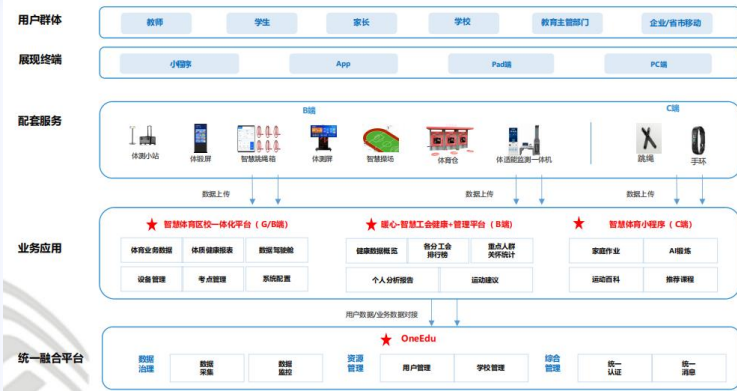 用户群体
教师
学生
家长
学校
教育主管部门
企业/省市移动
展现终端
小程序
App
Pad端
PC端
配套服务
B端
C端
体测小站
体锻屏
智慧跳绳箱
体测屏
智慧操场
体育仓
体适能监测一体机
跳绳
手环
数据上传
数据上传
数据上传
业务应用
智慧体育区校一体化平台（G/B端）
暖心-智慧工会健康+管理平台（B端）
智慧体育小程序（C端）
体育业务数据
体质健康报表
数据驾驶舱
设备管理
考点管理
系统配置
健康数据概览
各分工会
排行榜
重点人群
关怀统计
个人分析报告
运动建议
家庭作业
AI锻炼
运动百科
推荐课程
用户数据/业务数据对接
统一融合平台
OneEdu
数据
治理
数据
采集
数据
监控
资源
管理
用户管理
学校管理
综合
管理
统一
认证
统一
消息